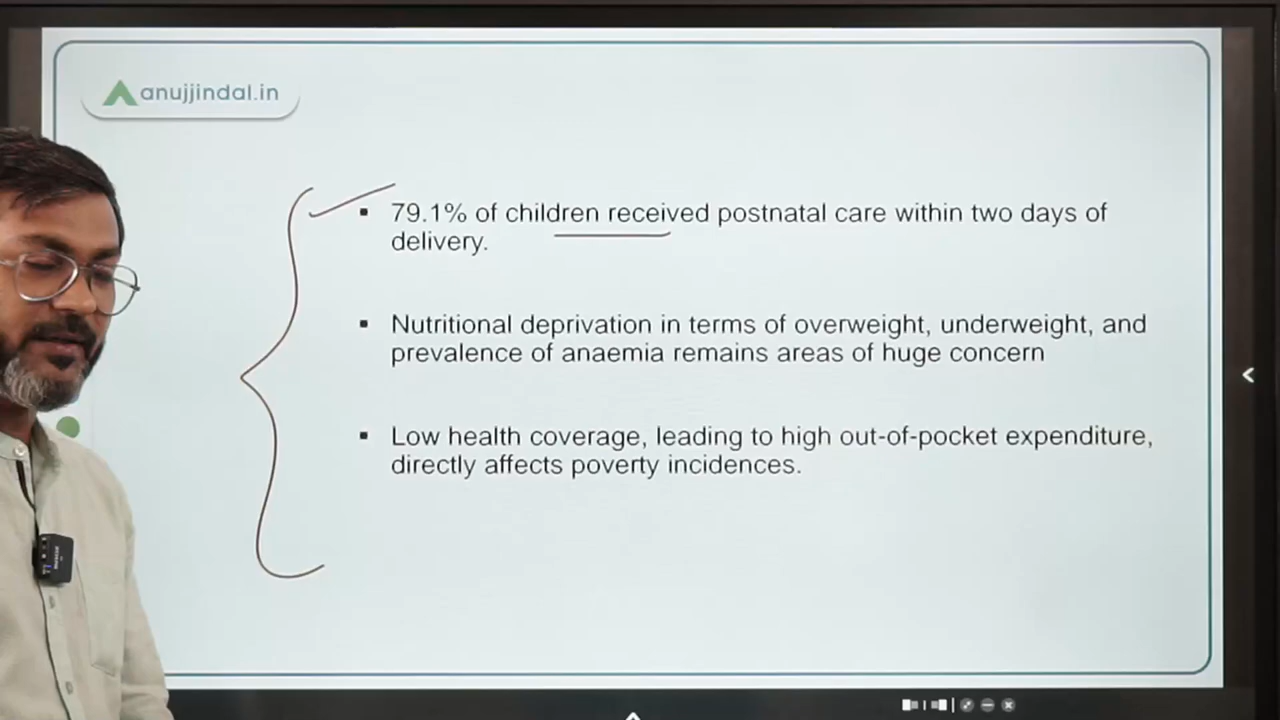 anujjindal.in
▪ 79.1% of children received postnatal care within two days of
delivery.
▪ Nutritional deprivation in terms of overweight, underweight, and
prevalence of anaemia remains areas of huge concern
▪ Low health coverage, leading to high out-of-pocket expenditure,
directly affects poverty incidences.